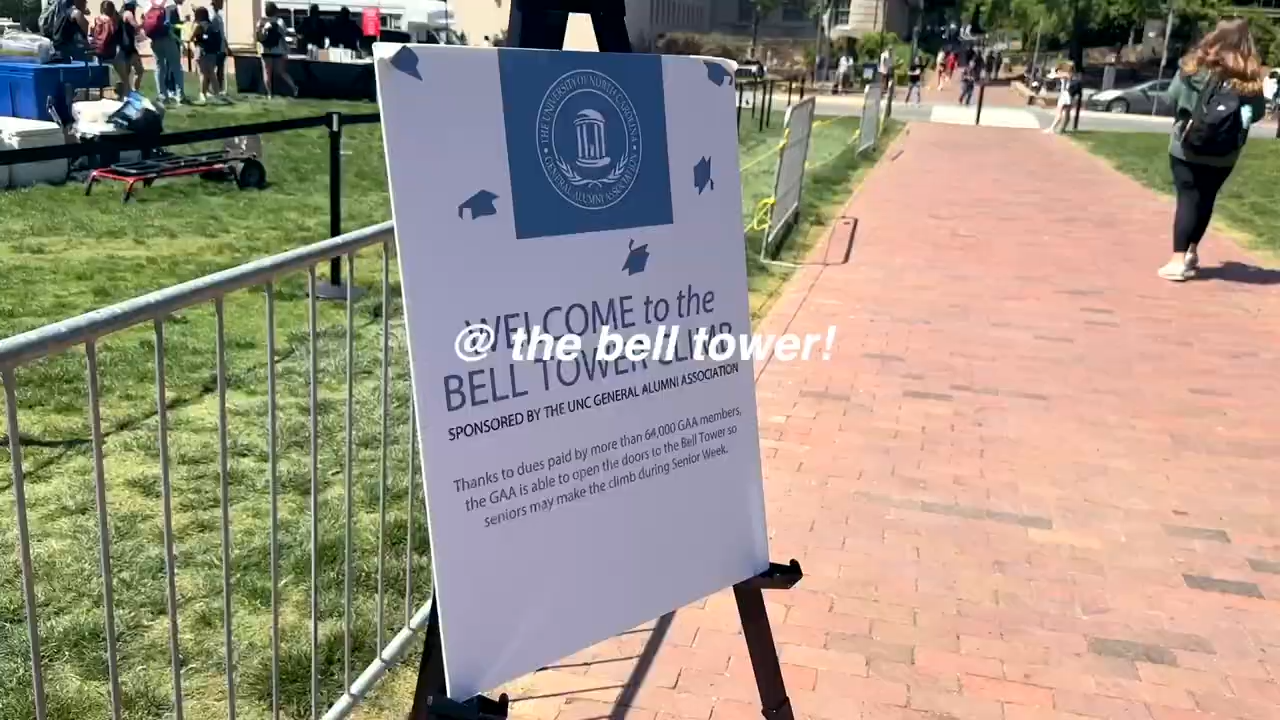 THE UNIVERSITY OF NORTH CAROLINA
GENERAL ALUMNI ASSOCIATION
WELCOME to the
@ the bell tower!
BELL TOWER CLIMB
SPONSORED BY THE UNC GENERAL ALUMNI ASSOCIATION
Thanks to dues paid by more than 64,000 GAA members,
the GAA is able to open the doors to the Bell Tower so
seniors may make the climb during Senior Week.